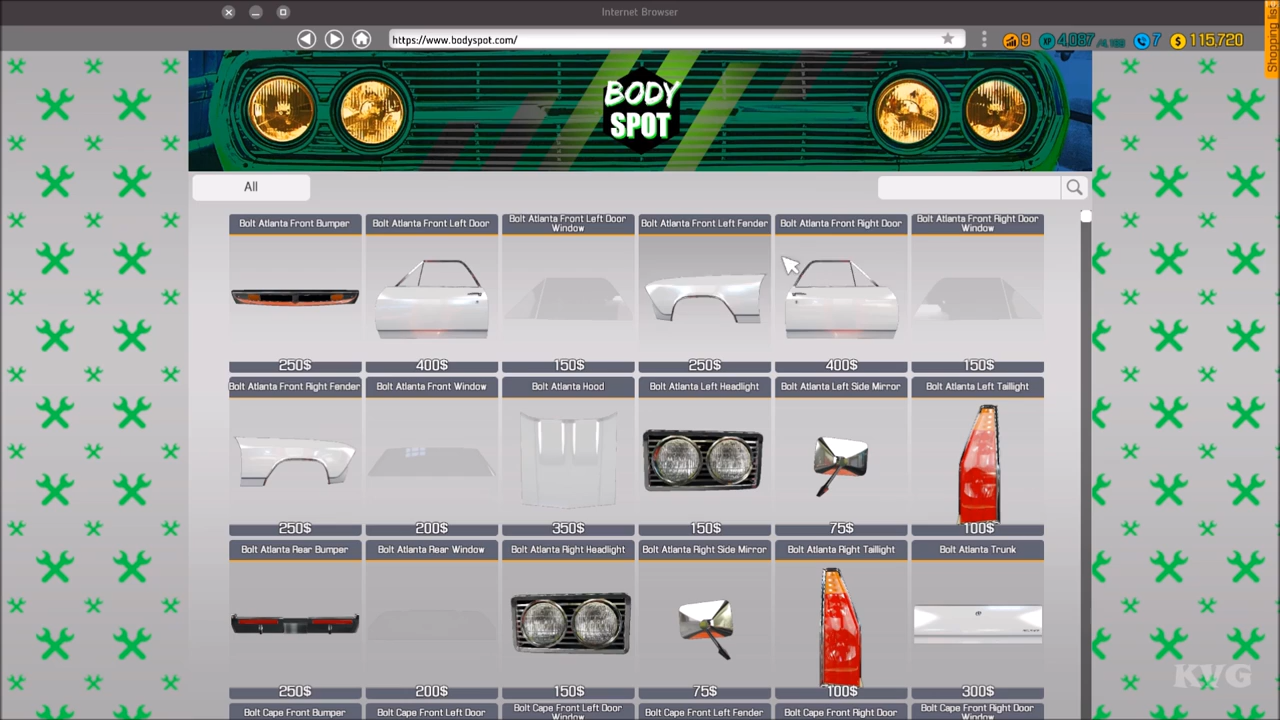 Internet Browser
Shopping list
https://www.bodyspot.com/
9
7
115,720
BODY
SPOT
All
Bolt Atlanta Front Bumper
Bolt Atlanta Front Left Door
Bolt Atlanta Front Left Door
Window
Bolt Atlanta Front Left Fender
Bolt Atlanta Front Right Door
Bolt Atlanta Front Right Door
Window
250$
400$
150$
250$
400$
150$
Bolt Atlanta Front Right Fender
Bolt Atlanta Front Window
Bolt Atlanta Hood
Bolt Atlanta Left Headlight
Bolt Atlanta Left Side Mirror
Bolt Atlanta Left Taillight
250$
200$
350$
150$
75$
100$
Bolt Atlanta Rear Bumper
Bolt Atlanta Rear Window
Bolt Atlanta Right Headlight
Bolt Atlanta Right Side Mirror
Bolt Atlanta Right Taillight
Bolt Atlanta Trunk
250$
200$
150$
75$
100$
300$
Bolt Cape Front Bumper
Bolt Cape Front Left Door
Bolt Cape Front Left Door
Window
Bolt Cape Front Left Fender
Bolt Cape Front Right Door
Bolt Cape Front Right Door
Window
KVG